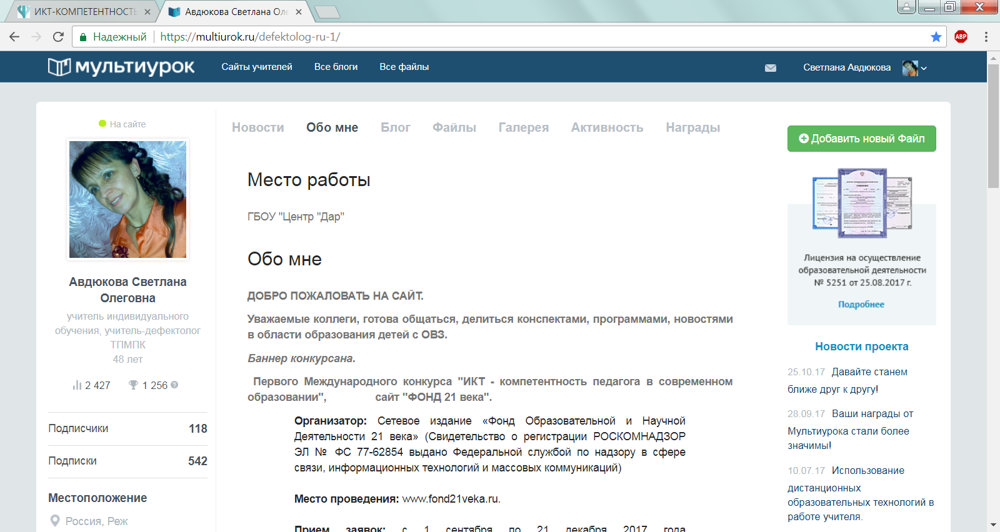 ИКТ-КОМПЕТЕНТНОСТЬ
Авдюкова Светлана Оле
Надежный
https://multiurok.ru/defektolog-ru-1/
ABP
мультиурок
Сайты учителей
Все блоги
Все файлы
Светлана Авдюкова
На сайте
Авдюкова Светлана
Олеговна
учитель индивидуального
обучения, учитель-дефектолог
ТПМПК
48 лет
2 427
1 256
Подписчики 118
Подписки 542
Местоположение
Россия, Реж
Новости
Обо мне
Блог
Файлы
Галерея
Активность
Награды
Место работы
ГБОУ "Центр "Дар"
Обо мне
ДОБРО ПОЖАЛОВАТЬ НА САЙТ.
Уважаемые коллеги, готова общаться, делиться конспектами, программами, новостями
в области образования детей с ОВЗ.
Баннер конкурсана.
Первого Международного конкурса "ИКТ - компетентность педагога в современном
образовании", сайт "ФОНД 21 века".
Организатор: Сетевое издание «Фонд Образовательной и Научной
Деятельности 21 века» (Свидетельство о регистрации РОСКОМНАДЗОР
ЭЛ № ФС 77-62854 выдано Федеральной службой по надзору в сфере
связи, информационных технологий и массовых коммуникаций)
Место проведения: www.fond21veka.ru.
Прием заявок: с 1 сентября по 21 декабря 2017 года
Добавить новый Файл
Лицензия на осуществление
образовательной деятельности
№ 5251 от 25.08.2017 г.
Подробнее
Новости проекта
25.10.17 Давайте станем
ближе друг к другу!
28.09.17 Ваши награды от
Мультиурока стали более
значимы!
10.07.17 Использование
дистанционных
образовательных технологий в
работе учителя.